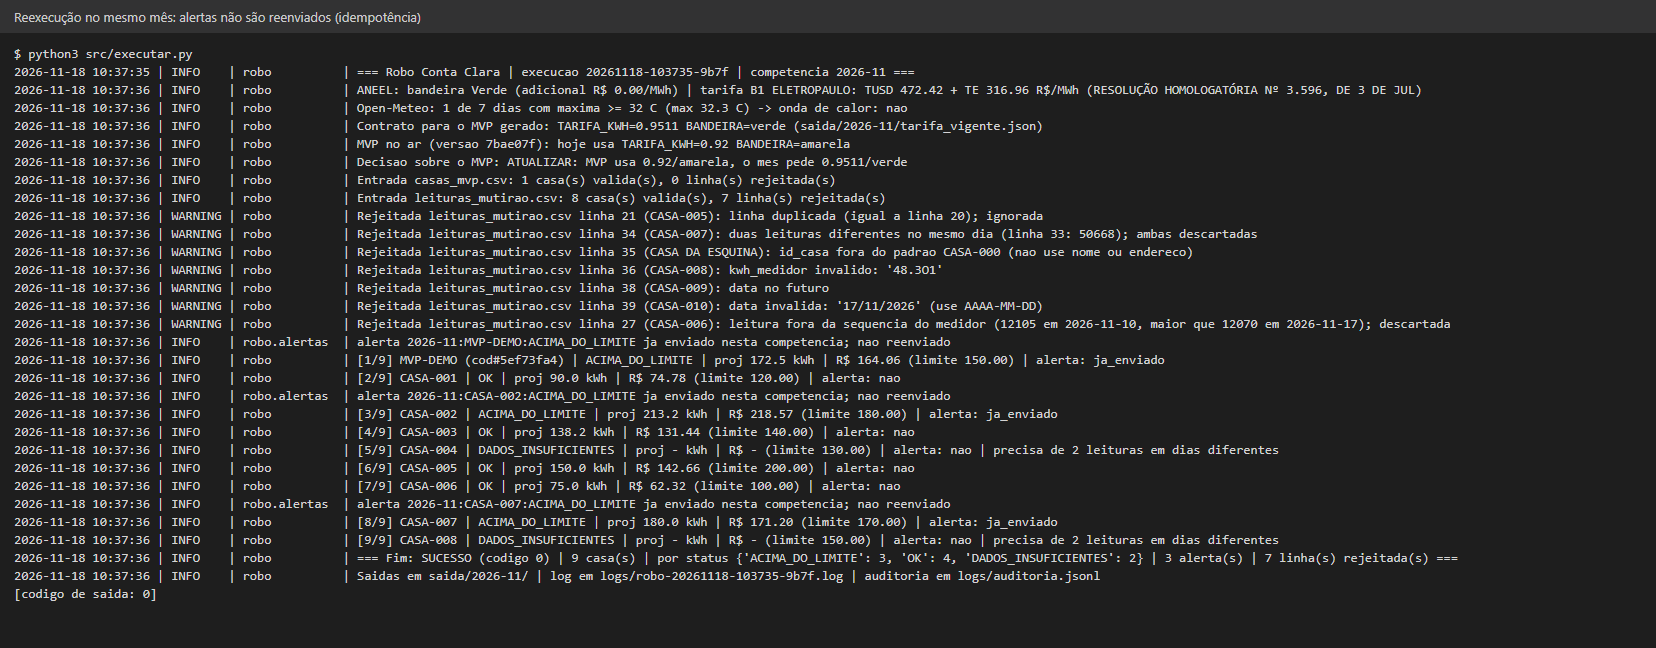 Reexecução no mesmo mês: alertas não são reenviados (idempotência)
$ python3 src/executar.py
2026-11-18 10:37:35 | INFO    | robo          | === Robo Conta Clara | execucao 20261118-103735-9b7f | competencia 2026-11 ===
2026-11-18 10:37:36 | INFO    | robo          | ANEEL: bandeira Verde (adicional R$ 0.00/MWh) | tarifa B1 ELETROPAULO: TUSD 472.42 + TE 316.96 R$/MWh (RESOLUÇÃO HOMOLOGATÓRIA Nº 3.596, DE 3 DE JUL)
2026-11-18 10:37:36 | INFO    | robo          | Open-Meteo: 1 de 7 dias com maxima >= 32 C (max 32.3 C) -> onda de calor: nao
2026-11-18 10:37:36 | INFO    | robo          | Contrato para o MVP gerado: TARIFA_KWH=0.9511 BANDEIRA=verde (saida/2026-11/tarifa_vigente.json)
2026-11-18 10:37:36 | INFO    | robo          | MVP no ar (versao 7bae07f): hoje usa TARIFA_KWH=0.92 BANDEIRA=amarela
2026-11-18 10:37:36 | INFO    | robo          | Decisao sobre o MVP: ATUALIZAR: MVP usa 0.92/amarela, o mes pede 0.9511/verde
2026-11-18 10:37:36 | INFO    | robo          | Entrada casas_mvp.csv: 1 casa(s) valida(s), 0 linha(s) rejeitada(s)
2026-11-18 10:37:36 | INFO    | robo          | Entrada leituras_mutirao.csv: 8 casa(s) valida(s), 7 linha(s) rejeitada(s)
2026-11-18 10:37:36 | WARNING | robo          | Rejeitada leituras_mutirao.csv linha 21 (CASA-005): linha duplicada (igual a linha 20); ignorada
2026-11-18 10:37:36 | WARNING | robo          | Rejeitada leituras_mutirao.csv linha 34 (CASA-007): duas leituras diferentes no mesmo dia (linha 33: 50668); ambas descartadas
2026-11-18 10:37:36 | WARNING | robo          | Rejeitada leituras_mutirao.csv linha 35 (CASA DA ESQUINA): id_casa fora do padrao CASA-000 (nao use nome ou endereco)
2026-11-18 10:37:36 | WARNING | robo          | Rejeitada leituras_mutirao.csv linha 36 (CASA-008): kwh_medidor invalido: '48.3O1'
2026-11-18 10:37:36 | WARNING | robo          | Rejeitada leituras_mutirao.csv linha 38 (CASA-009): data no futuro
2026-11-18 10:37:36 | WARNING | robo          | Rejeitada leituras_mutirao.csv linha 39 (CASA-010): data invalida: '17/11/2026' (use AAAA-MM-DD)
2026-11-18 10:37:36 | WARNING | robo          | Rejeitada leituras_mutirao.csv linha 27 (CASA-006): leitura fora da sequencia do medidor (12105 em 2026-11-10, maior que 12070 em 2026-11-17); descartada
2026-11-18 10:37:36 | INFO    | robo.alertas  | alerta 2026-11:MVP-DEMO:ACIMA_DO_LIMITE ja enviado nesta competencia; nao reenviado
2026-11-18 10:37:36 | INFO    | robo          | [1/9] MVP-DEMO (cod#5ef73fa4) | ACIMA_DO_LIMITE | proj 172.5 kWh | R$ 164.06 (limite 150.00) | alerta: ja_enviado
2026-11-18 10:37:36 | INFO    | robo          | [2/9] CASA-001 | OK | proj 90.0 kWh | R$ 74.78 (limite 120.00) | alerta: nao
2026-11-18 10:37:36 | INFO    | robo.alertas  | alerta 2026-11:CASA-002:ACIMA_DO_LIMITE ja enviado nesta competencia; nao reenviado
2026-11-18 10:37:36 | INFO    | robo          | [3/9] CASA-002 | ACIMA_DO_LIMITE | proj 213.2 kWh | R$ 218.57 (limite 180.00) | alerta: ja_enviado
2026-11-18 10:37:36 | INFO    | robo          | [4/9] CASA-003 | OK | proj 138.2 kWh | R$ 131.44 (limite 140.00) | alerta: nao
2026-11-18 10:37:36 | INFO    | robo          | [5/9] CASA-004 | DADOS_INSUFICIENTES | proj - kWh | R$ - (limite 130.00) | alerta: nao | precisa de 2 leituras em dias diferentes
2026-11-18 10:37:36 | INFO    | robo          | [6/9] CASA-005 | OK | proj 150.0 kWh | R$ 142.66 (limite 200.00) | alerta: nao
2026-11-18 10:37:36 | INFO    | robo          | [7/9] CASA-006 | OK | proj 75.0 kWh | R$ 62.32 (limite 100.00) | alerta: nao
2026-11-18 10:37:36 | INFO    | robo.alertas  | alerta 2026-11:CASA-007:ACIMA_DO_LIMITE ja enviado nesta competencia; nao reenviado
2026-11-18 10:37:36 | INFO    | robo          | [8/9] CASA-007 | ACIMA_DO_LIMITE | proj 180.0 kWh | R$ 171.20 (limite 170.00) | alerta: ja_enviado
2026-11-18 10:37:36 | INFO    | robo          | [9/9] CASA-008 | DADOS_INSUFICIENTES | proj - kWh | R$ - (limite 150.00) | alerta: nao | precisa de 2 leituras em dias diferentes
2026-11-18 10:37:36 | INFO    | robo          | === Fim: SUCESSO (codigo 0) | 9 casa(s) | por status {'ACIMA_DO_LIMITE': 3, 'OK': 4, 'DADOS_INSUFICIENTES': 2} | 3 alerta(s) | 7 linha(s) rejeitada(s) ===
2026-11-18 10:37:36 | INFO    | robo          | Saidas em saida/2026-11/ | log em logs/robo-20261118-103735-9b7f.log | auditoria em logs/auditoria.jsonl
[codigo de saida: 0]